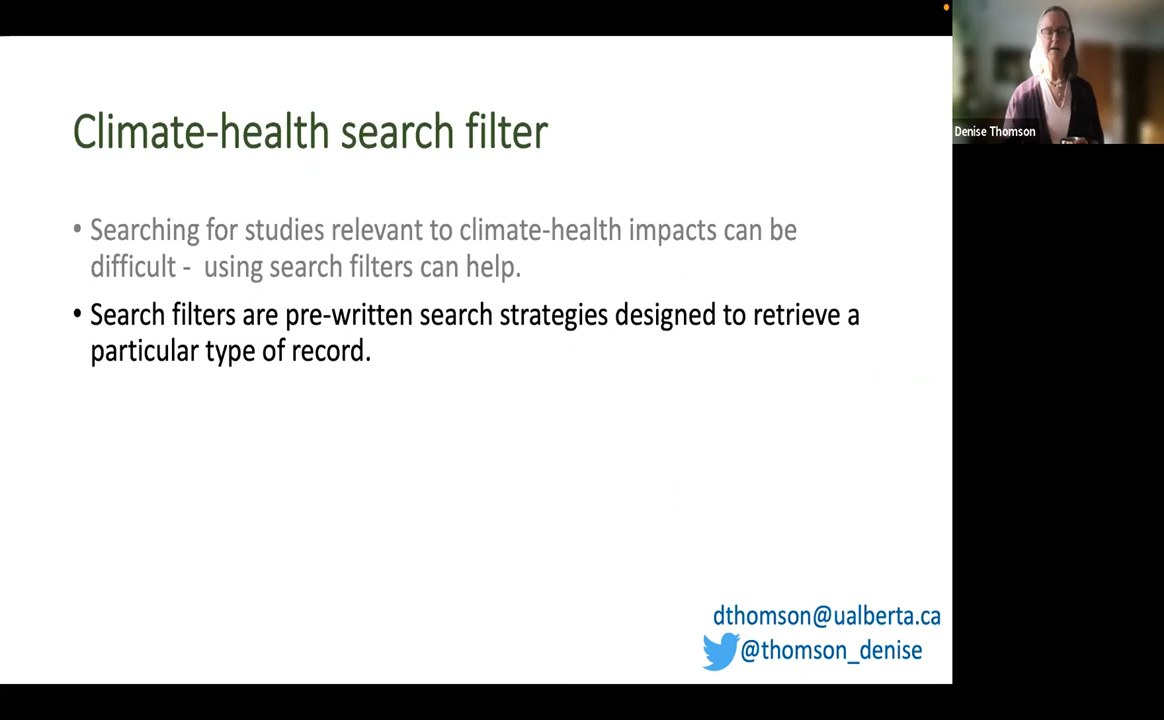 Climate-health search filter
• Searching for studies relevant to climate-health impacts can be
difficult -  using search filters can help.
• Search filters are pre-written search strategies designed to retrieve a
particular type of record.
dthomson@ualberta.ca
@thomson_denise
Denise Thomson